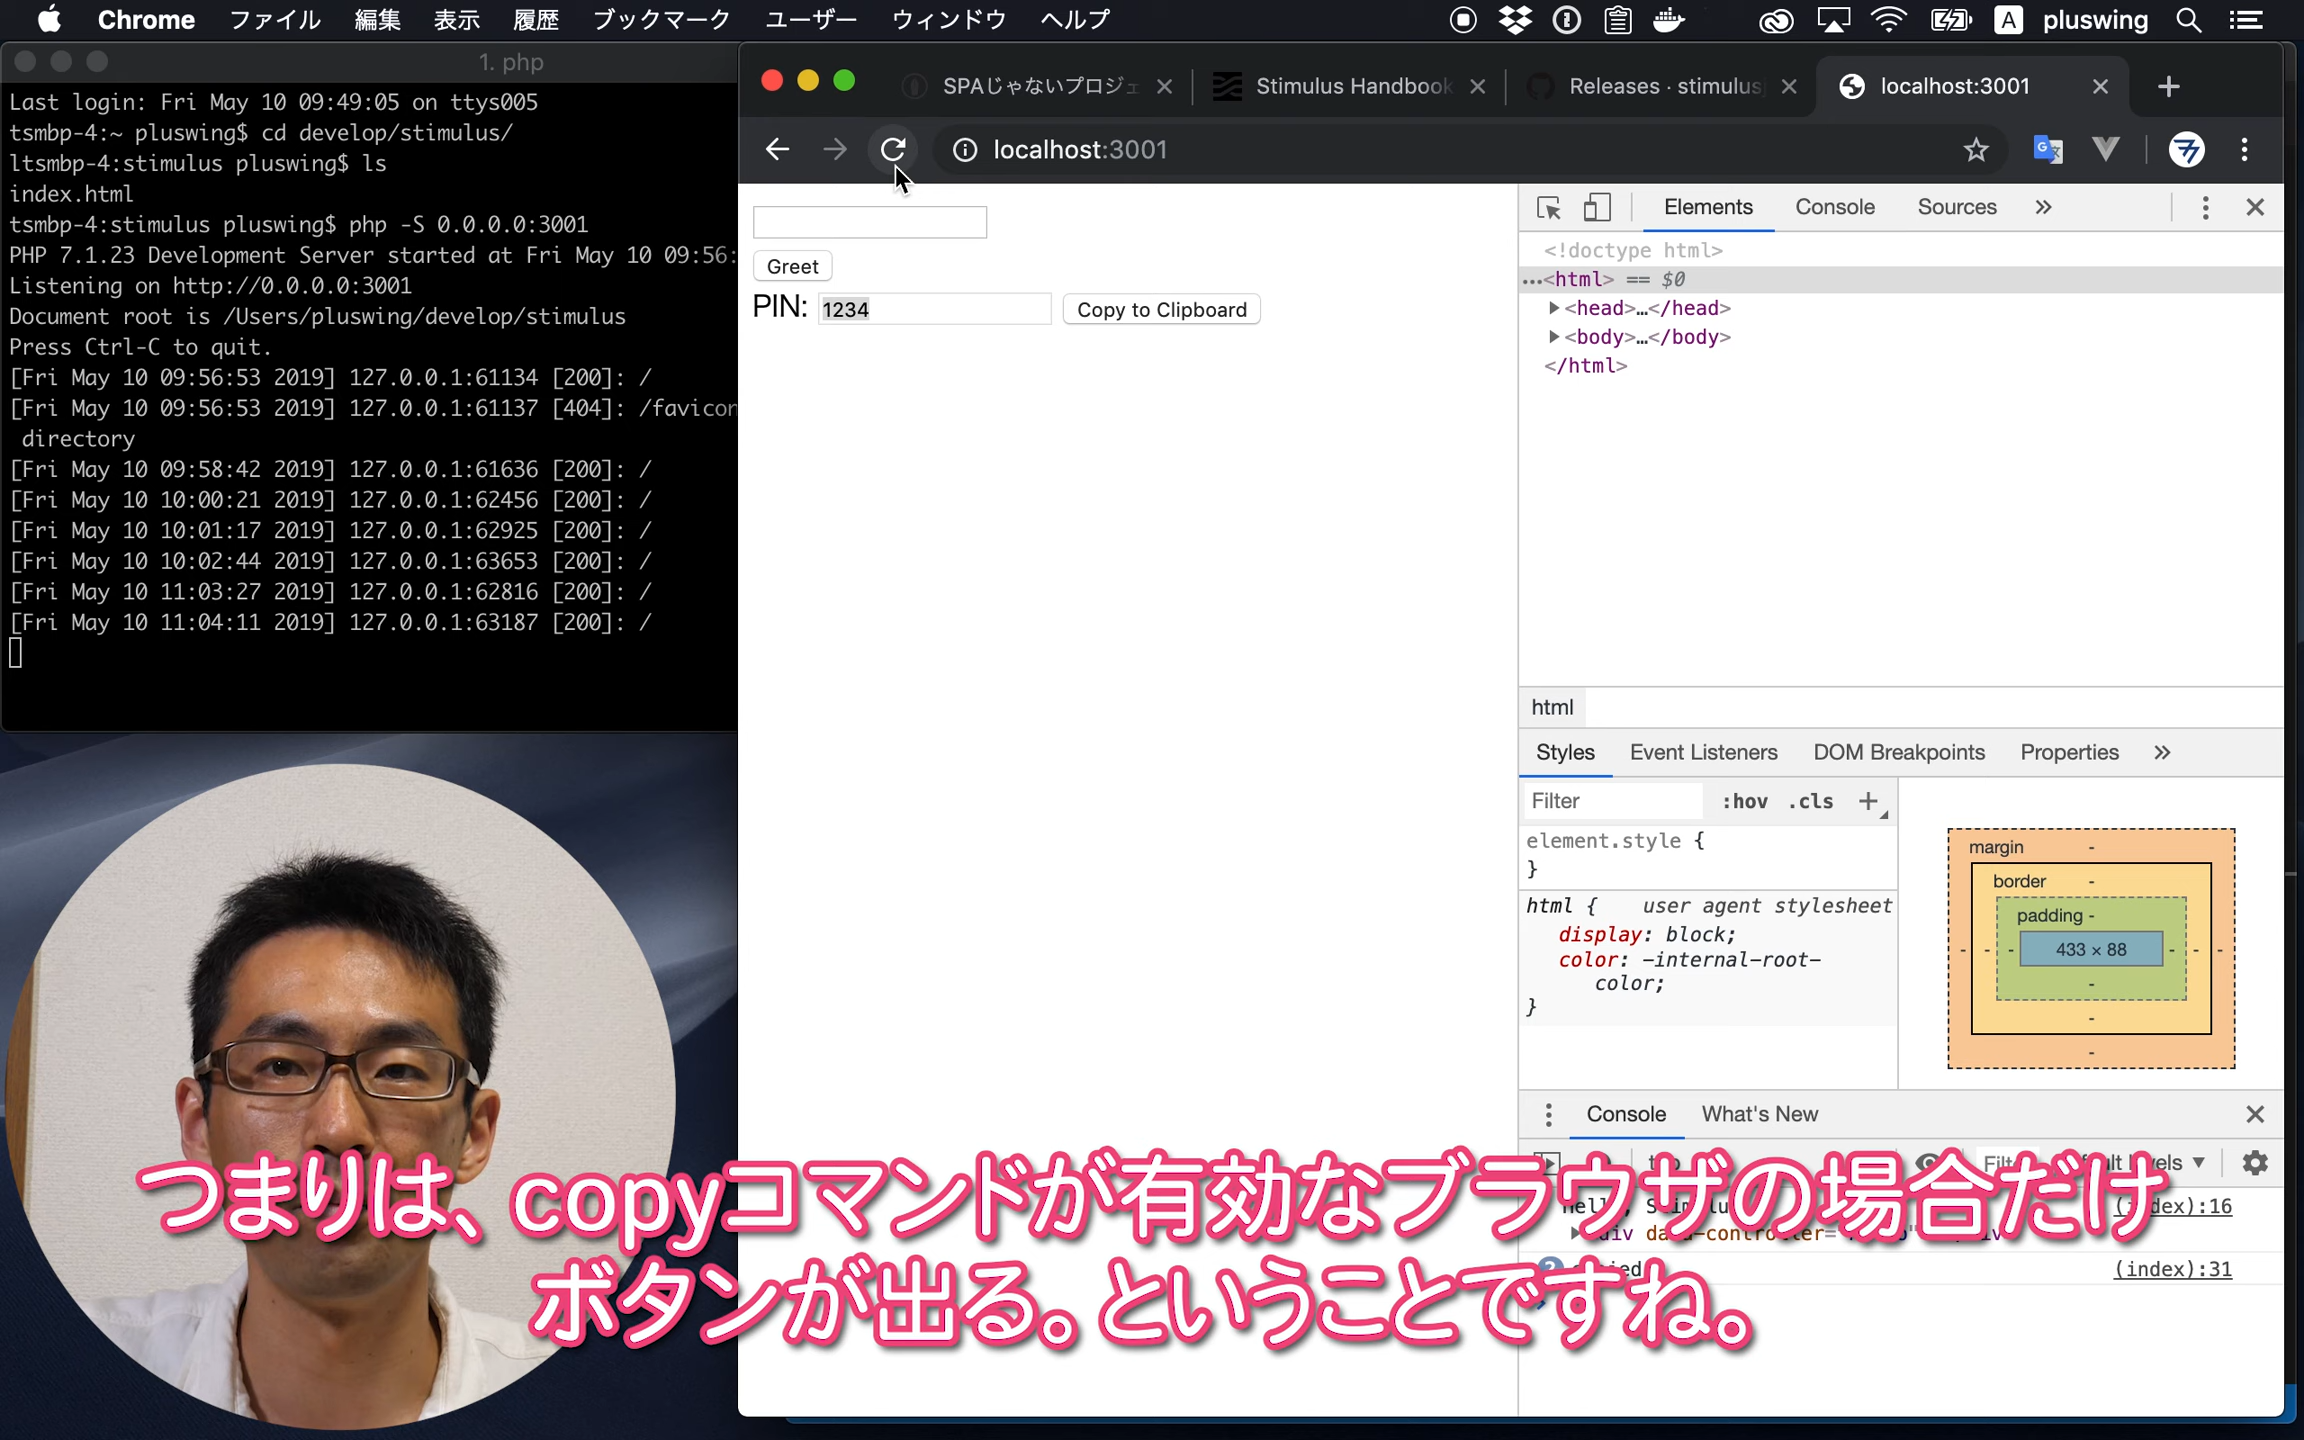 Chrome ファイル 編集 表示 履歴 ブックマーク ユーザー ウィンドウ ヘルプ
A pluswing
1. php
Last login: Fri May 10 09:49:05 on ttys005
tsmbp-4:~ pluswing$ cd develop/stimulus/
ltsmbp-4:stimulus pluswing$ ls
index.html
tsmbp-4:stimulus pluswing$ php -S 0.0.0.0:3001
PHP 7.1.23 Development Server started at Fri May 10 09:56:
Listening on http://0.0.0.0:3001
Document root is /Users/pluswing/develop/stimulus
Press Ctrl-C to quit.
[Fri May 10 09:56:53 2019] 127.0.0.1:61134 [200]: /
[Fri May 10 09:56:53 2019] 127.0.0.1:61137 [404]: /favicon
directory
[Fri May 10 09:58:42 2019] 127.0.0.1:61636 [200]: /
[Fri May 10 10:00:21 2019] 127.0.0.1:62456 [200]: /
[Fri May 10 10:01:17 2019] 127.0.0.1:62925 [200]: /
[Fri May 10 10:02:44 2019] 127.0.0.1:63653 [200]: /
[Fri May 10 11:03:27 2019] 127.0.0.1:62816 [200]: /
[Fri May 10 11:04:11 2019] 127.0.0.1:63187 [200]: /
SPAじゃないプロジェ Stimulus Handbook Releases · stimulus localhost:3001
localhost:3001
Greet
PIN: 1234 Copy to Clipboard
Elements Console Sources »
<!doctype html>
…<html> == $0
<head>…</head>
<body>…</body>
</html>
html
Styles Event Listeners DOM Breakpoints Properties »
Filter :hov .cls +
element.style {
}
html { user agent stylesheet
display: block;
color: -internal-root-
color;
}
margin -
border -
padding -
- - - 433 × 88 - - -
-
-
-
Console What's New
(index):16
(index):31
つまりは、copyコマンドが有効なブラウザの場合だけ
ボタンが出る。ということですね。